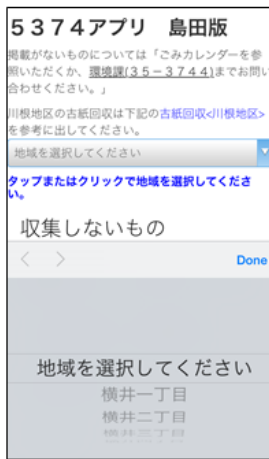 5374アプリ　島田版
掲載がないものについては「ごみカレンダーを参
照いただくか、環境課(35－3744)までお問い
合わせください。」
川根地区の古紙回収は下記の古紙回収<川根地区>
を参考に出してください。
地域を選択してください
タップまたはクリックで地域を選択してくださ
い。
収集しないもの
< > Done
地域を選択してください
横井一丁目
横井二丁目
横井三丁目